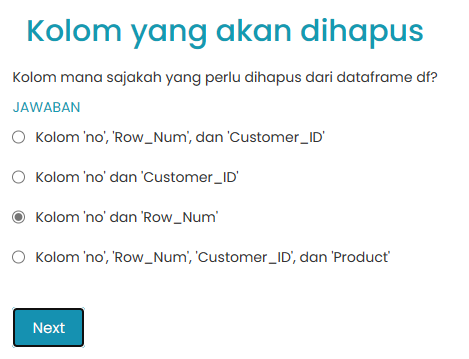 Kolom yang akan dihapus
Kolom mana sajakah yang perlu dihapus dari dataframe df?
JAWABAN
Kolom 'no', 'Row_Num', dan 'Customer_ID'
Kolom 'no' dan 'Customer_ID'
Kolom 'no' dan 'Row_Num'
Kolom 'no', 'Row_Num', 'Customer_ID', dan 'Product'
Next